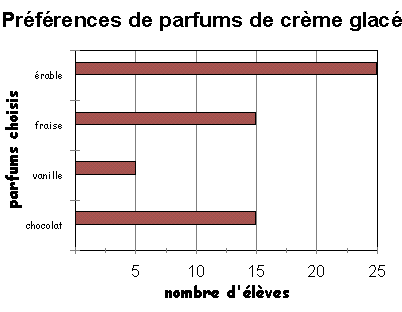 Préférences de parfums de crème glacé
érable
fraise
vanille
chocolat
parfums choisis
5 10 15 20 25
nombre d'élèves